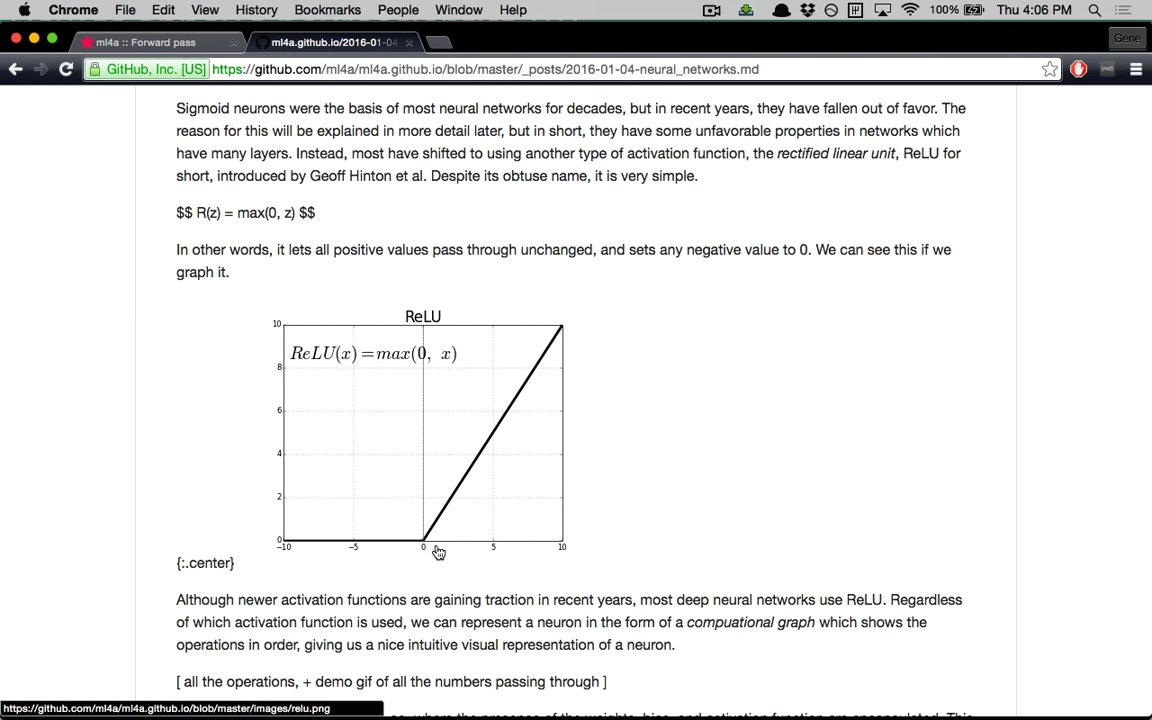 Chrome File Edit View History Bookmarks People Window Help 100% Thu 4:06 PM
ml4a :: Forward pass ml4a.github.io/2016-01-04 Gene
GitHub, Inc. [US] https://github.com/ml4a/ml4a.github.io/blob/master/_posts/2016-01-04-neural_networks.md
Sigmoid neurons were the basis of most neural networks for decades, but in recent years, they have fallen out of favor. The
reason for this will be explained in more detail later, but in short, they have some unfavorable properties in networks which
have many layers. Instead, most have shifted to using another type of activation function, the rectified linear unit, ReLU for
short, introduced by Geoff Hinton et al. Despite its obtuse name, it is very simple.
$$ R(z) = max(0, z) $$
In other words, it lets all positive values pass through unchanged, and sets any negative value to 0. We can see this if we
graph it.
ReLU
10
ReLU(x)=max(0, x)
8
6
4
2
0
−10 −5 0 5 10
{:.center}
Although newer activation functions are gaining traction in recent years, most deep neural networks use ReLU. Regardless
of which activation function is used, we can represent a neuron in the form of a compuational graph which shows the
operations in order, giving us a nice intuitive visual representation of a neuron.
[ all the operations, + demo gif of all the numbers passing through ]
https://github.com/ml4a/ml4a.github.io/blob/master/images/relu.png